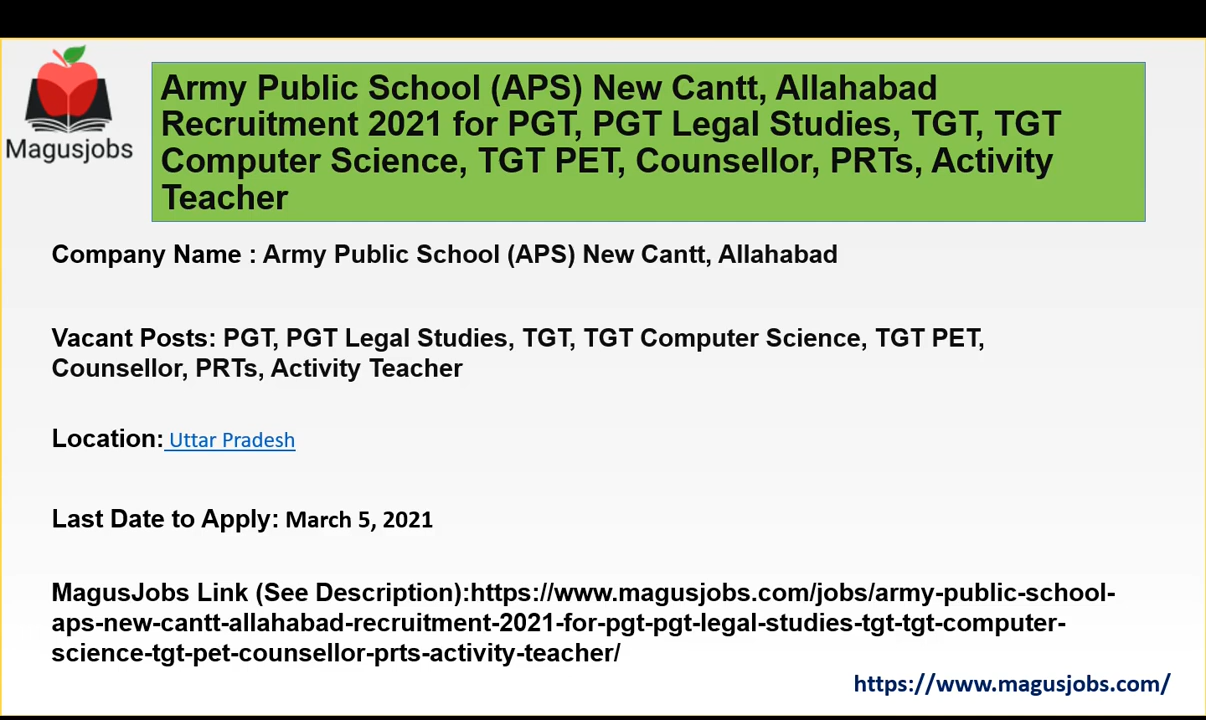 Magusjobs
Army Public School (APS) New Cantt, Allahabad
Recruitment 2021 for PGT, PGT Legal Studies, TGT, TGT
Computer Science, TGT PET, Counsellor, PRTs, Activity
Teacher
Company Name : Army Public School (APS) New Cantt, Allahabad
Vacant Posts: PGT, PGT Legal Studies, TGT, TGT Computer Science, TGT PET,
Counsellor, PRTs, Activity Teacher
Location: Uttar Pradesh
Last Date to Apply: March 5, 2021
MagusJobs Link (See Description):https://www.magusjobs.com/jobs/army-public-school-
aps-new-cantt-allahabad-recruitment-2021-for-pgt-pgt-legal-studies-tgt-tgt-computer-
science-tgt-pet-counsellor-prts-activity-teacher/
https://www.magusjobs.com/